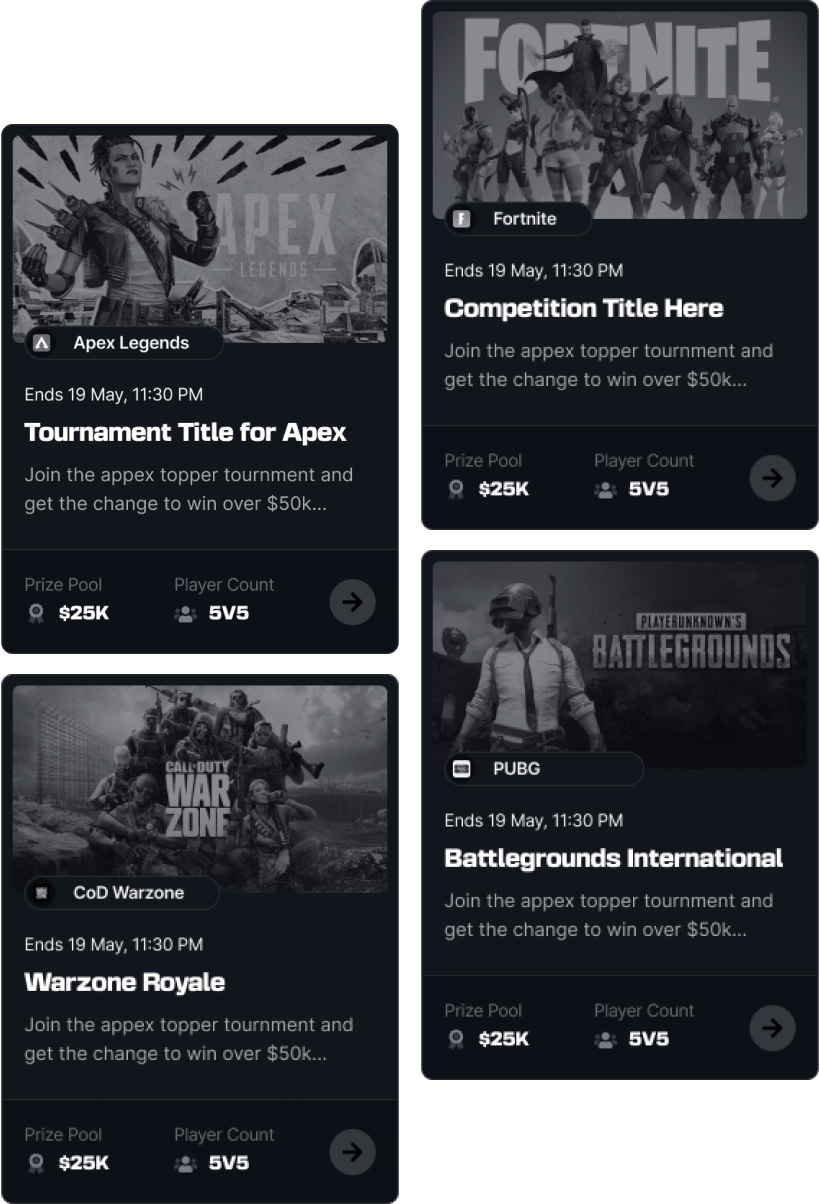 APEX
LEGENDS
Apex Legends
Ends 19 May, 11:30 PM
Tournament Title for Apex
Join the appex topper tournment and
get the change to win over $50k...
Prize Pool
Player Count
$25K
5V5
CALL OF DUTY
WAR
ZONE
CoD Warzone
Ends 19 May, 11:30 PM
Warzone Royale
Join the appex topper tournment and
get the change to win over $50k...
Prize Pool
Player Count
$25K
5V5
FORTNITE
F
Fortnite
Ends 19 May, 11:30 PM
Competition Title Here
Join the appex topper tournment and
get the change to win over $50k...
Prize Pool
Player Count
$25K
5V5
PLAYERUNKNOWN'S
BATTLEGROUNDS
PUBG
Ends 19 May, 11:30 PM
Battlegrounds International
Join the appex topper tournment and
get the change to win over $50k...
Prize Pool
Player Count
$25K
5V5